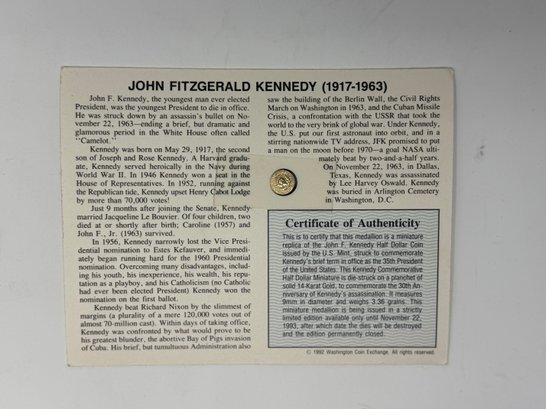 JOHN FITZGERALD KENNEDY (1917-1963)
John F. Kennedy, the youngest man ever elected
President, was the youngest President to die in office.
He was struck down by an assassin's bullet on No-
vember 22, 1963—ending a brief, but dramatic and
glamorous period in the White House often called
"Camelot."
Kennedy was born on May 29, 1917, the second
son of Joseph and Rose Kennedy. A Harvard gradu-
ate, Kennedy served heroically in the Navy during
World War II. In 1946 Kennedy won a seat in the
House of Representatives. In 1952, running against
the Republican tide, Kennedy upset Henry Cabot Lodge
by more than 70,000 votes!
Just 9 months after joining the Senate, Kennedy
married Jacqueline Le Bouvier. Of four children, two
died at or shortly after birth; Caroline (1957) and
John F., Jr. (1963) survived.
In 1956, Kennedy narrowly lost the Vice Presi-
dential nomination to Estes Kefauver, and immedi-
ately began running hard for the 1960 Presidential
nomination. Overcoming many disadvantages, includ-
ing his youth, his inexperience, his wealth, his repu-
tation as a playboy, and his Catholicism (no Catholic
had ever been elected President) Kennedy won the
nomination on the first ballot.
Kennedy beat Richard Nixon by the slimmest of
margins (a plurality of a mere 120,000 votes out of
almost 70-million cast). Within days of taking office,
Kennedy was confronted by what would prove to be
his greatest blunder, the abortive Bay of Pigs invasion
of Cuba. His brief, but tumultuous Administration also
saw the building of the Berlin Wall, the Civil Rights
March on Washington in 1963, and the Cuban Missile
Crisis, a confrontation with the USSR that took the
world to the very brink of global war. Under Kennedy,
the U.S. put our first astronaut into orbit, and in a
stirring nationwide TV address, JFK promised to put
a man on the moon before 1970—a goal NASA ulti-
mately beat by two-and-a-half years.
On November 22, 1963, in Dallas,
Texas, Kennedy was assassinated
by Lee Harvey Oswald. Kennedy
was buried in Arlington Cemetery
in Washington, D.C.
Certificate of Authenticity
This is to certify that this medallion is a miniature
replica of the John F. Kennedy Half Dollar Coin
issued by the U.S. Mint, struck to commemorate
Kennedy's brief term in office as the 35th President
of the United States. This Kennedy Commemorative
Half Dollar Miniature is die-struck on a planchet of
solid 14-Karat Gold, to commemorate the 30th An-
niversary of Kennedy's assassination. It measures
9mm in diameter and weighs 3.36 grains. This
miniature medallion is being issued in a strictly
limited edition available only until November 22,
1993, after which date the dies will be destroyed
and the edition permanently closed.
© 1992 Washington Coin Exchange. All rights reserved.